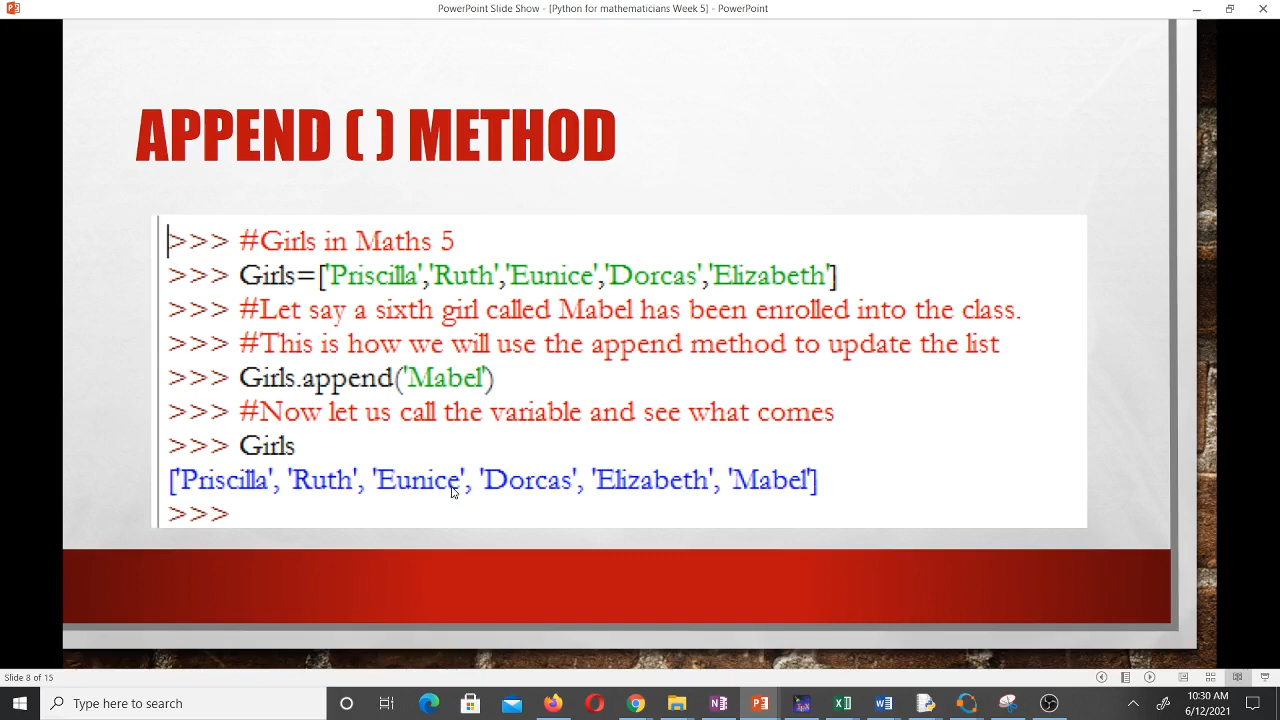 PowerPoint Slide Show - [Python for mathematicians Week 5] - PowerPoint
APPEND ( ) METHOD
>>> #Girls in Maths 5
>>> Girls=['Priscilla','Ruth','Eunice','Dorcas','Elizabeth']
>>> #Let say a sixth girl called Mabel has been enrolled into the class.
>>> #This is how we will use the append method to update the list
>>> Girls.append('Mabel')
>>> #Now let us call the variable and see what comes
>>> Girls
['Priscilla', 'Ruth', 'Eunice', 'Dorcas', 'Elizabeth', 'Mabel']
>>>
Slide 8 of 15
Type here to search
10:30 AM
6/12/2021